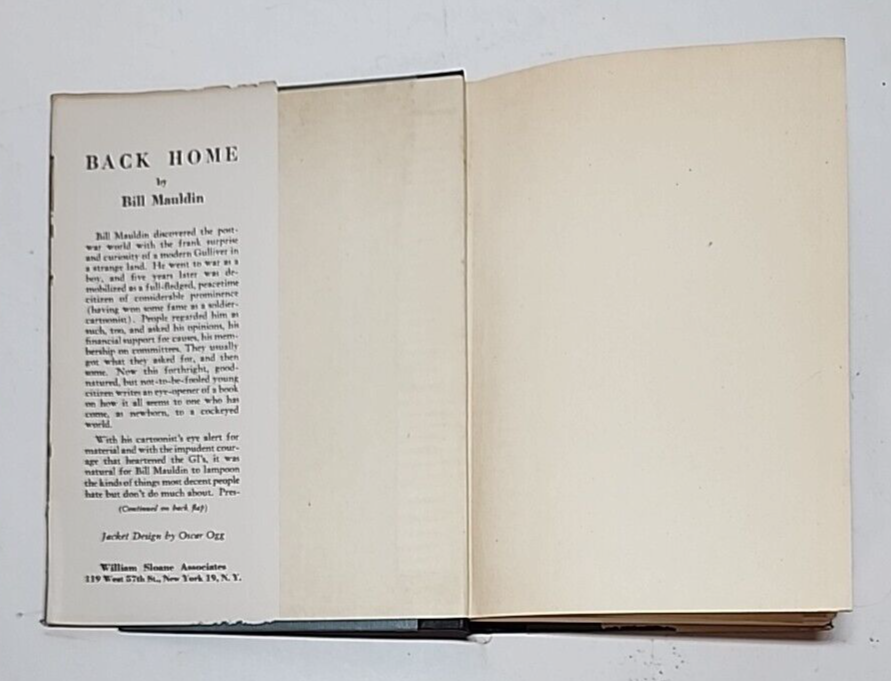 BACK HOME
by
Bill Mauldin
Bill Mauldin discovered the post-
war world with the frank surprise
and curiosity of a modern Gulliver in
a strange land. He went to war as a
boy, and five years later was de-
mobilized as a full-fledged, peacetime
citizen of considerable prominence
(having won some fame as a soldier-
cartoonist). People regarded him as
such, too, and asked his opinions, his
financial support for causes, his mem-
bership on committees. They usually
got what they asked for, and then
some. Now this forthright, good-
natured, but not-to-be-fooled young
citizen writes an eye-opener of a book
on how it all seems to one who has
come, as newborn, to a cockeyed
world.
With his cartoonist's eye alert for
material and with the impudent cour-
age that heartened the GI's, it was
natural for Bill Mauldin to lampoon
the kinds of things most decent people
hate but don't do much about. Pres-
(Continued on back flap)
Jacket Design by Oscar Ogg
William Sloane Associates
119 West 57th St., New York 19, N. Y.